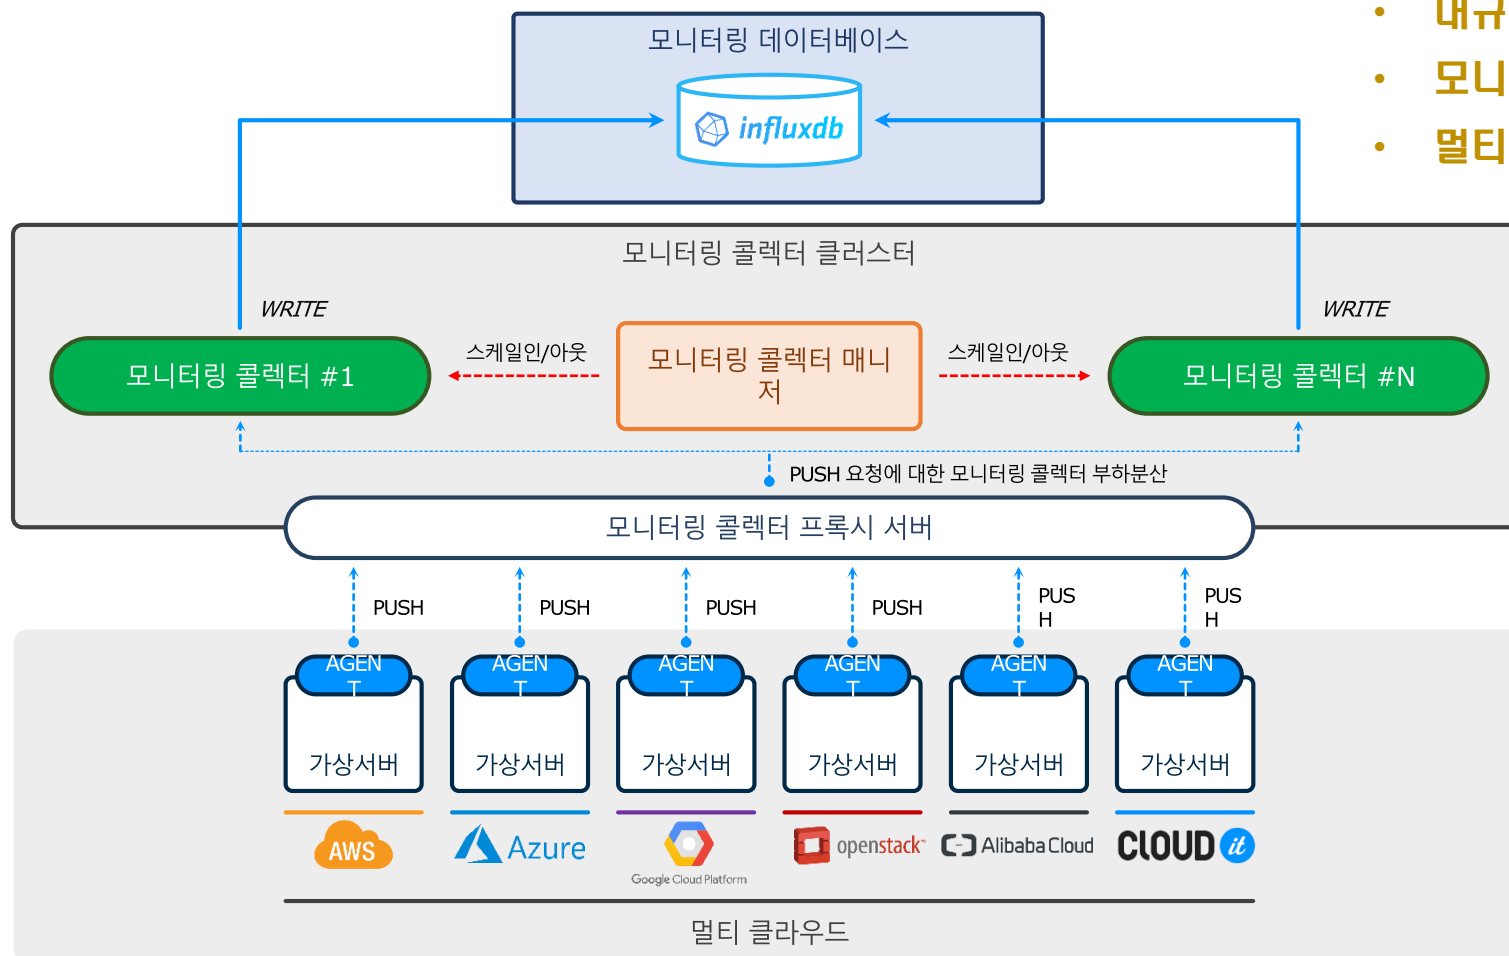 모니터링 데이터베이스
influxdb
모니
멀티
모니터링 콜렉터 클러스터
WRITE
WRITE
모니터링 콜렉터 #1
스케일인/아웃
모니터링 콜렉터 매니
저
스케일인/아웃
모니터링 콜렉터 #N
PUSH 요청에 대한 모니터링 콜렉터 부하분산
모니터링 콜렉터 프록시 서버
PUSH
PUSH
PUSH
PUSH
PUS
H
PUS
H
AGEN
T
AGEN
T
AGEN
T
AGEN
T
AGEN
T
AGEN
T
가상서버
가상서버
가상서버
가상서버
가상서버
가상서버
AWS
Azure
Google Cloud Platform
openstack™
Alibaba Cloud
CLOUD it
멀티 클라우드